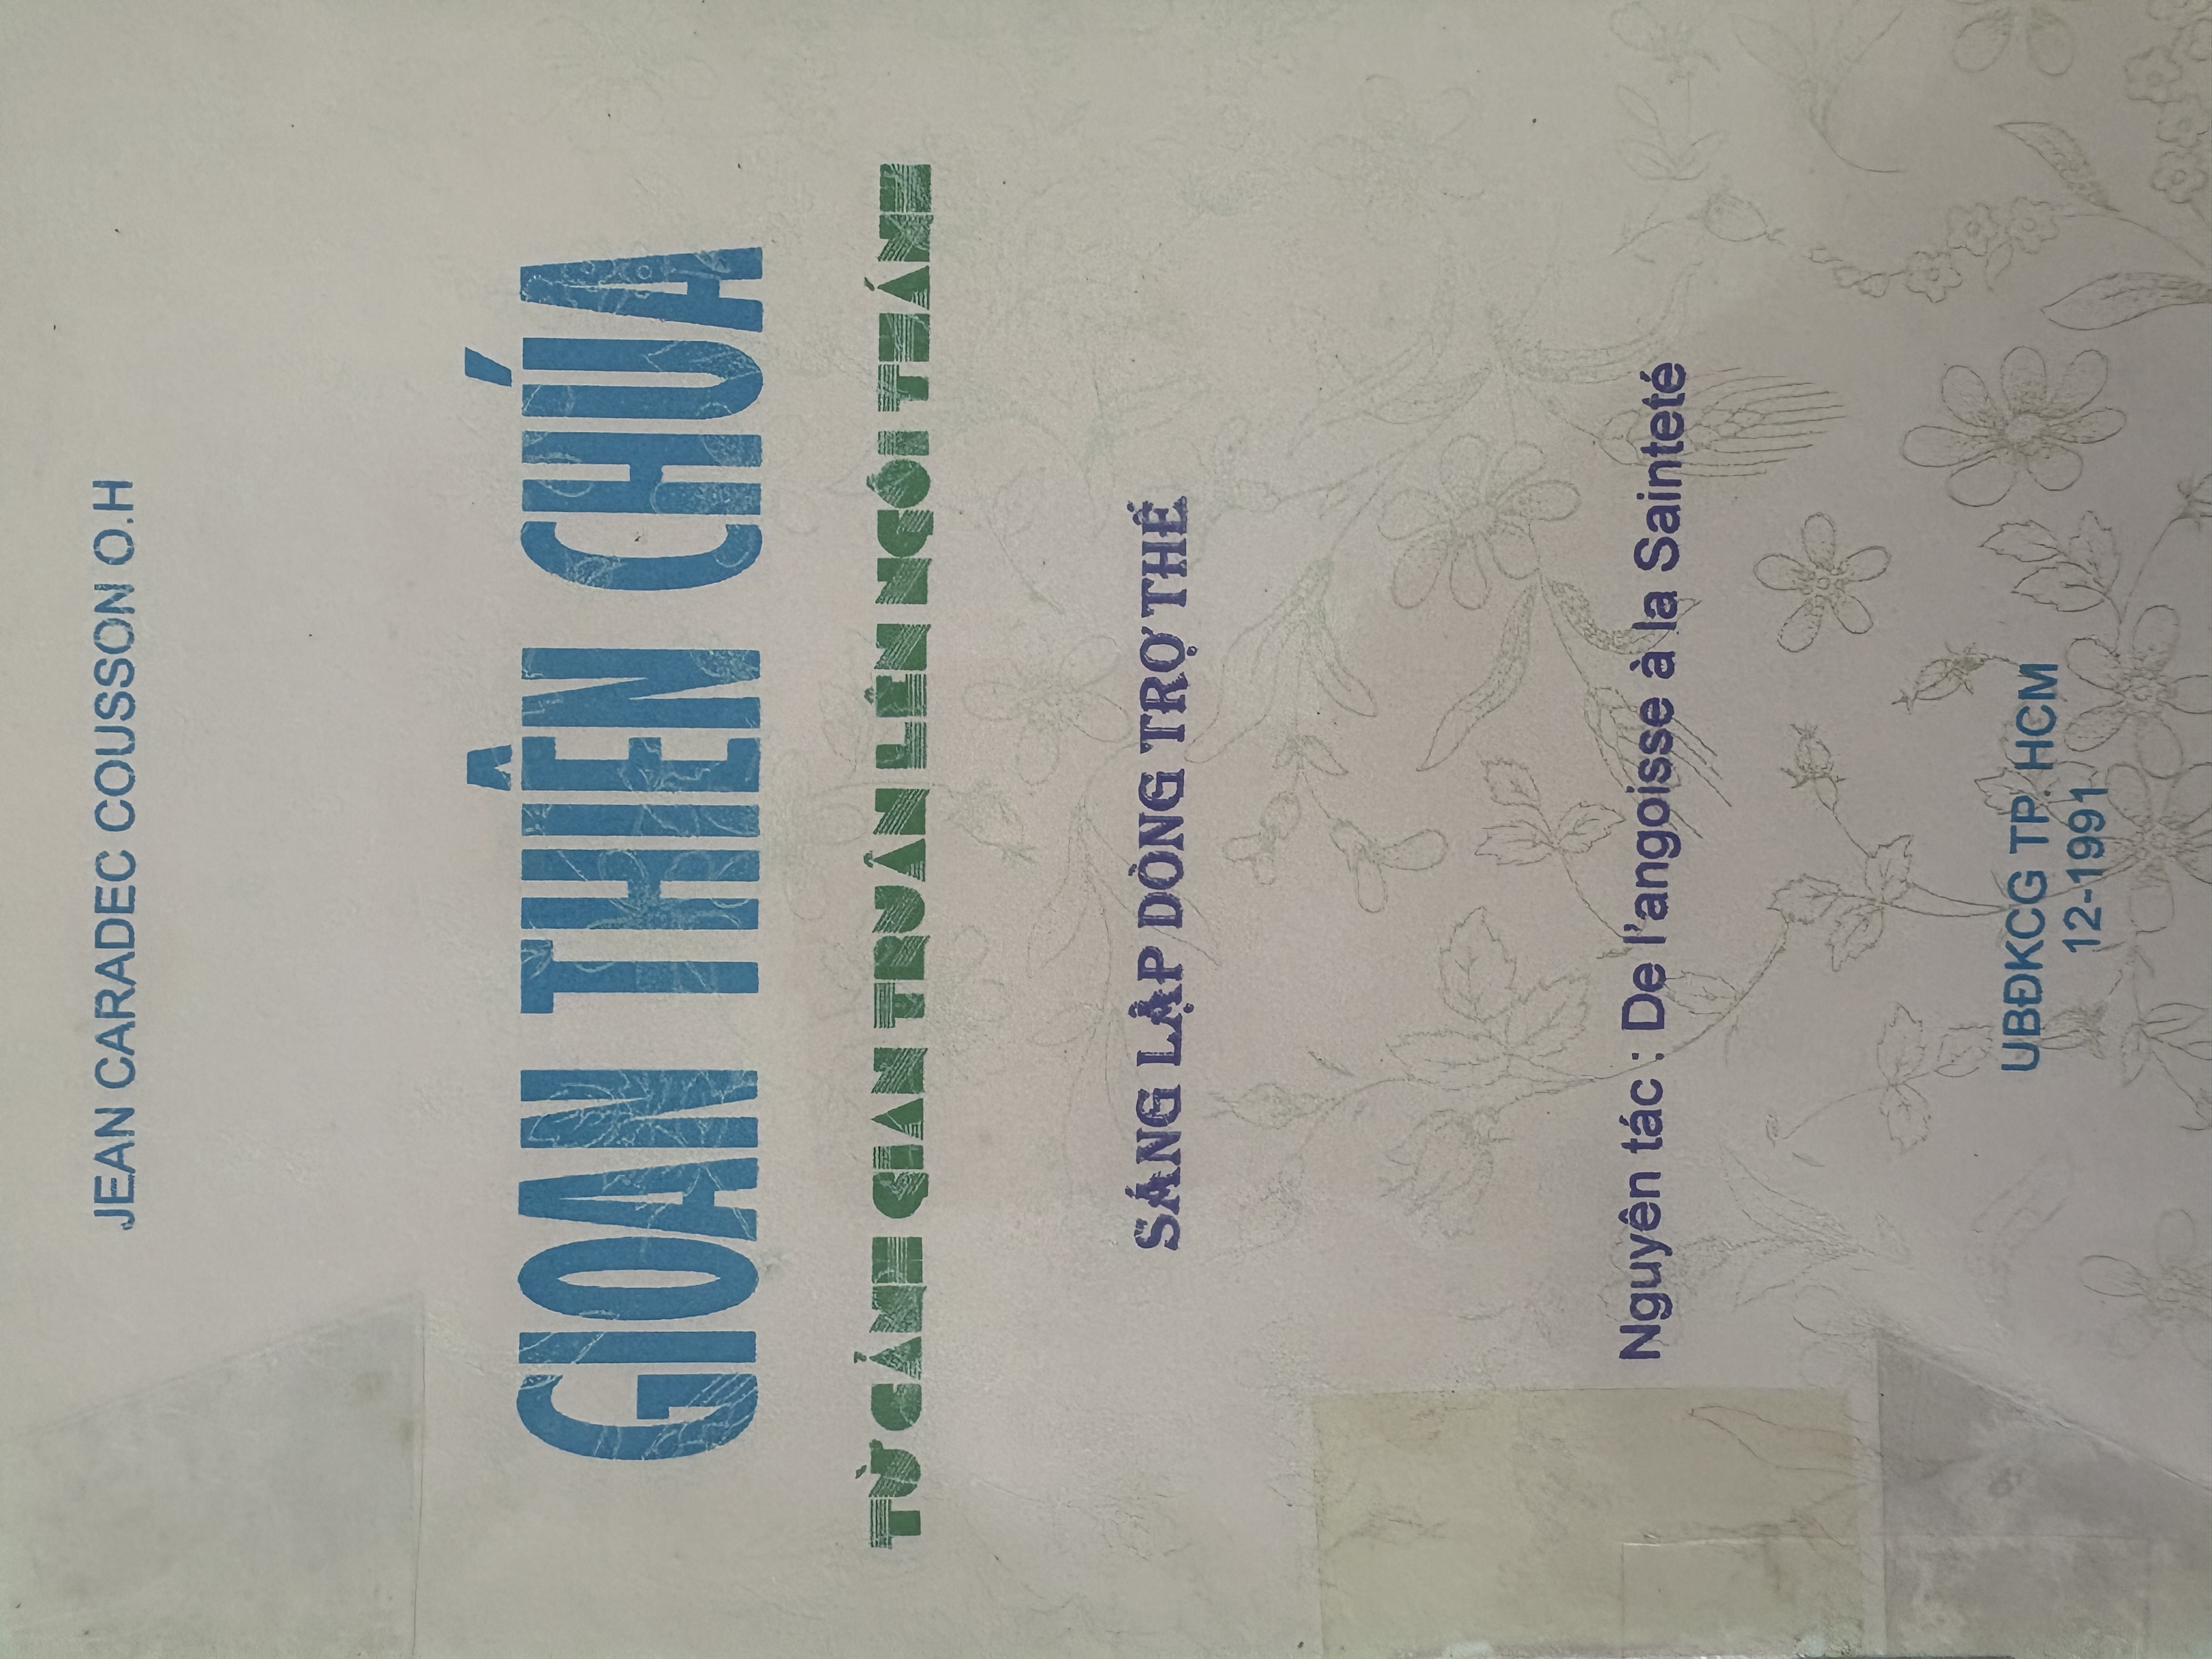 JEAN CARADEC COUSSON O.H
GIOAN THIÊN CHÚA
TỪ GẢNH GIAN TRUÂN LÊN NGÔI THÁNH
SÁNG LẬP DÒNG TRỢ THẾ
Nguyên tác : De l'angoisse à la Sainteté
UBĐKCG TP. HCM
12-1991